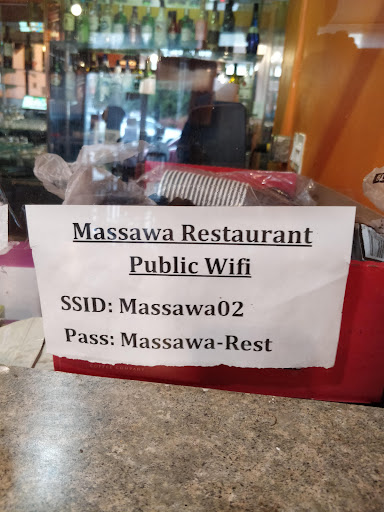 Massawa Restaurant
Public Wifi
SSID: Massawa02
Pass: Massawa-Rest